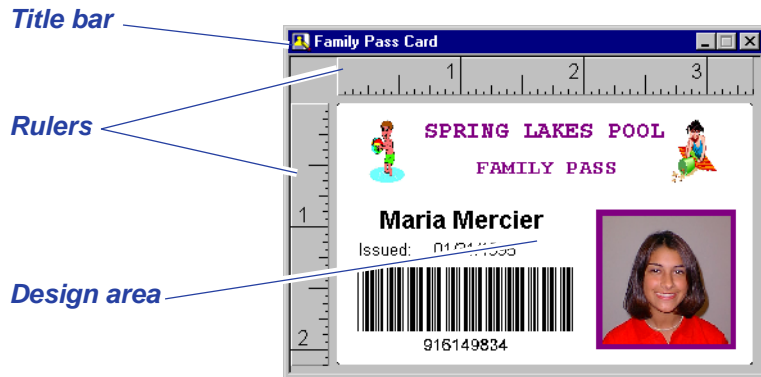 Title bar
Family Pass Card
1 2 3
Rulers
SPRING LAKES POOL
FAMILY PASS
1
Maria Mercier
Issued:
Design area
2
916149834